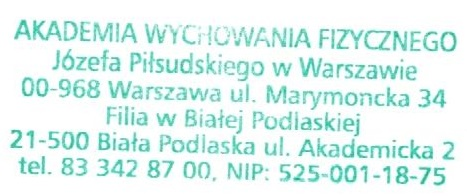 AKADEMIA WYCHOWANIA FIZYCZNEGO
Józefa Piłsudskiego w Warszawie
00-968 Warszawa ul. Marymoncka 34
Filia w Białej Podlaskiej
21-500 Biała Podlaska ul. Akademicka 2
tel. 83 342 87 00, NIP: 525-001-18-75